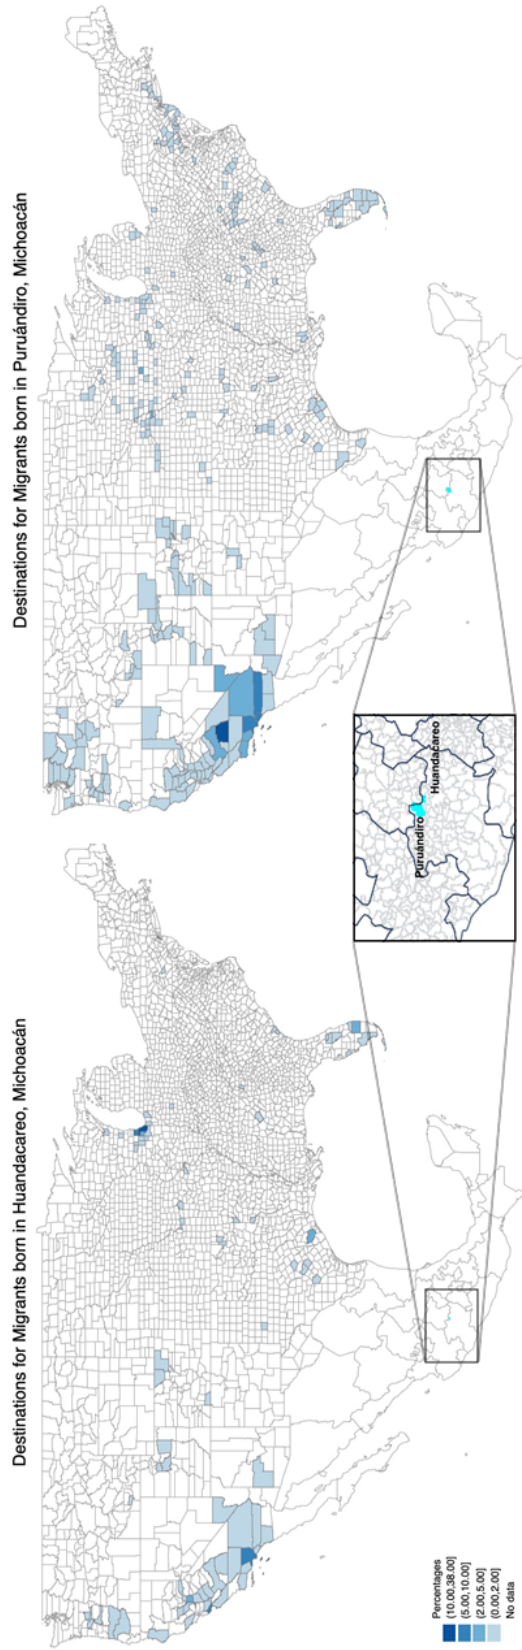 Destinations for Migrants born in Huandacareo, Michoacán
Destinations for Migrants born in Puruándiro, Michoacán
Puruándiro
Huandacareo
Percentages
(10.00,38.00]
(5.00,10.00]
(2.00,5.00]
(0.00,2.00]
No data